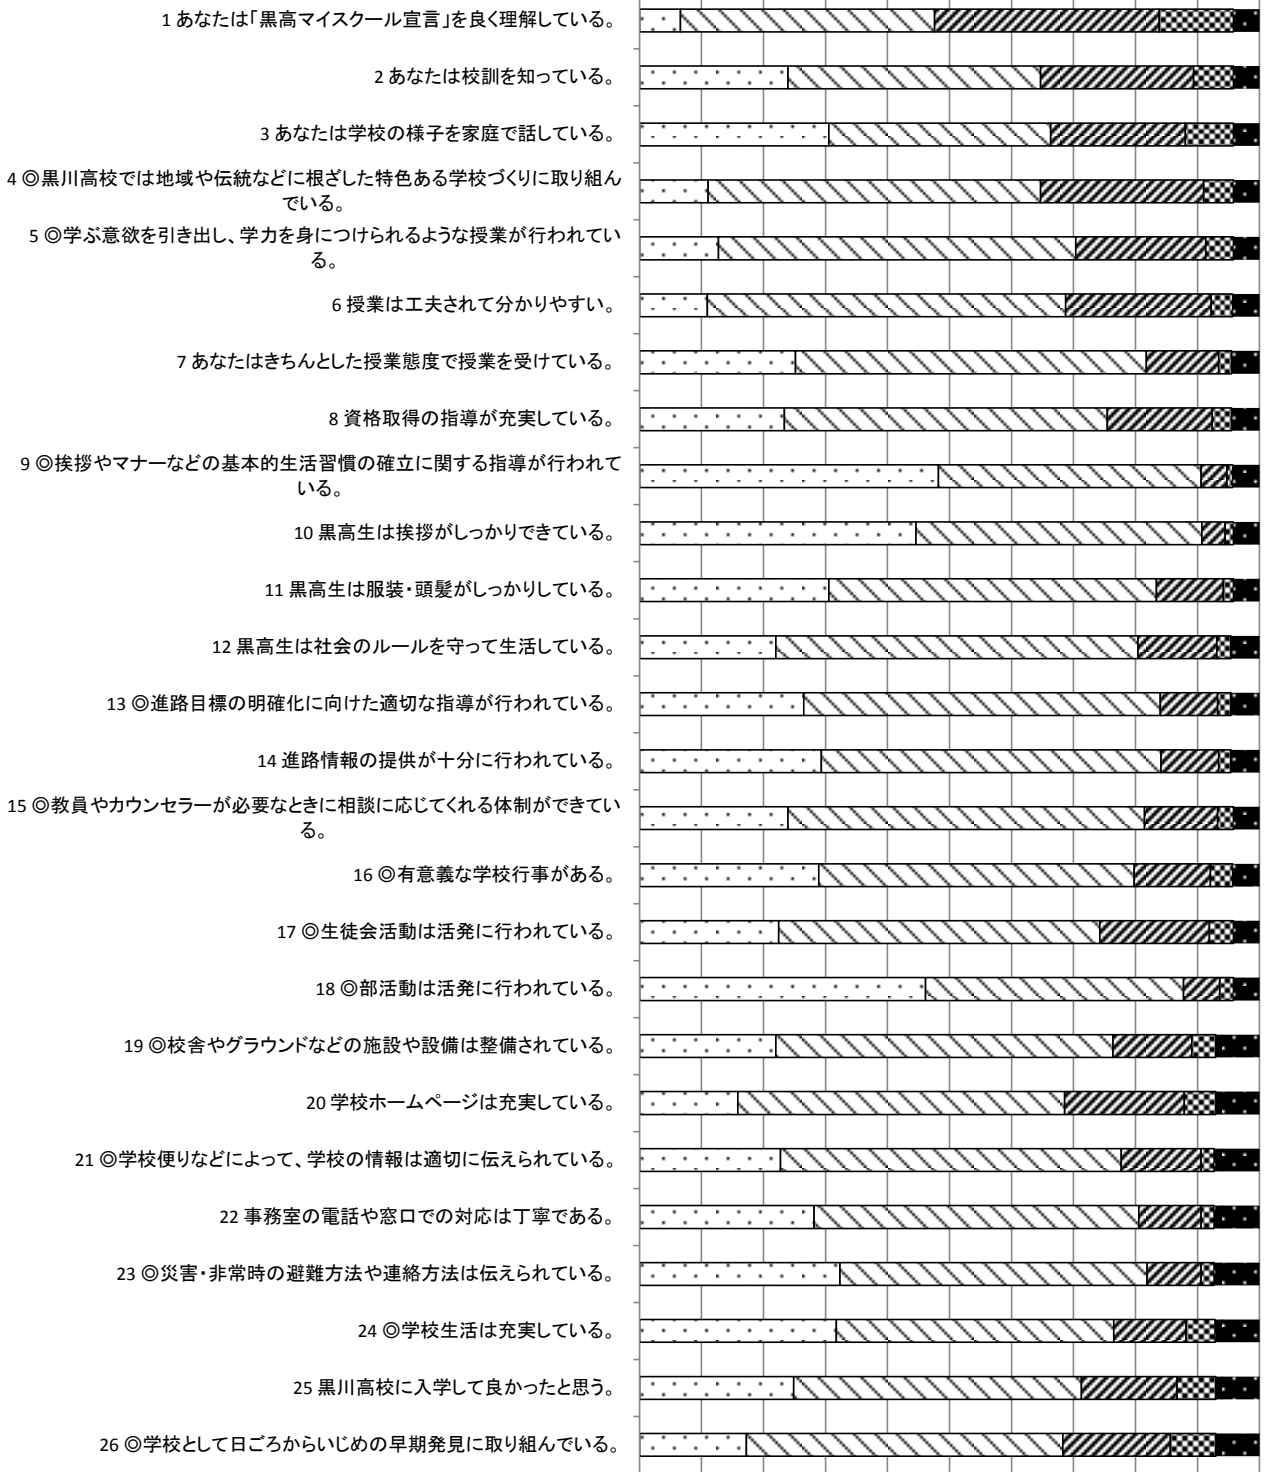 1 あなたは「黒高マイスクール宣言」を良く理解している。
2 あなたは校訓を知っている。
3 あなたは学校の様子を家庭で話している。
4 ◎黒川高校では地域や伝統などに根ざした特色ある学校づくりに取り組ん
でいる。
5 ◎学ぶ意欲を引き出し、学力を身につけられるような授業が行われてい
る。
6 授業は工夫されて分かりやすい。
7 あなたはきちんとした授業態度で授業を受けている。
8 資格取得の指導が充実している。
9 ◎挨拶やマナーなどの基本的生活習慣の確立に関する指導が行われて
いる。
10 黒高生は挨拶がしっかりできている。
11 黒高生は服装・頭髪がしっかりしている。
12 黒高生は社会のルールを守って生活している。
13 ◎進路目標の明確化に向けた適切な指導が行われている。
14 進路情報の提供が十分に行われている。
15 ◎教員やカウンセラーが必要なときに相談に応じてくれる体制ができてい
る。
16 ◎有意義な学校行事がある。
17 ◎生徒会活動は活発に行われている。
18 ◎部活動は活発に行われている。
19 ◎校舎やグラウンドなどの施設や設備は整備されている。
20 学校ホームページは充実している。
21 ◎学校便りなどによって、学校の情報は適切に伝えられている。
22 事務室の電話や窓口での対応は丁寧である。
23 ◎災害・非常時の避難方法や連絡方法は伝えられている。
24 ◎学校生活は充実している。
25 黒川高校に入学して良かったと思う。
26 ◎学校として日ごろからいじめの早期発見に取り組んでいる。